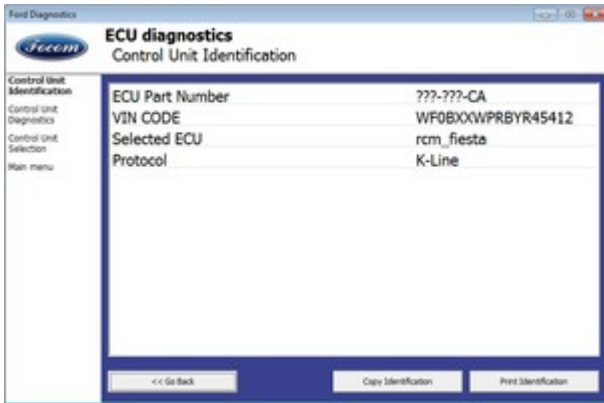 Ford Diagnostics
Focom
ECU diagnostics
Control Unit Identification
Control Unit
Identification
Control Unit
Diagnostics
Control Unit
Selection
Main menu
ECU Part Number ???-???-CA
VIN CODE WF0BXXWPRBYR45412
Selected ECU rcm_fiesta
Protocol K-Line
<< Go Back
Copy Identification
Print Identification